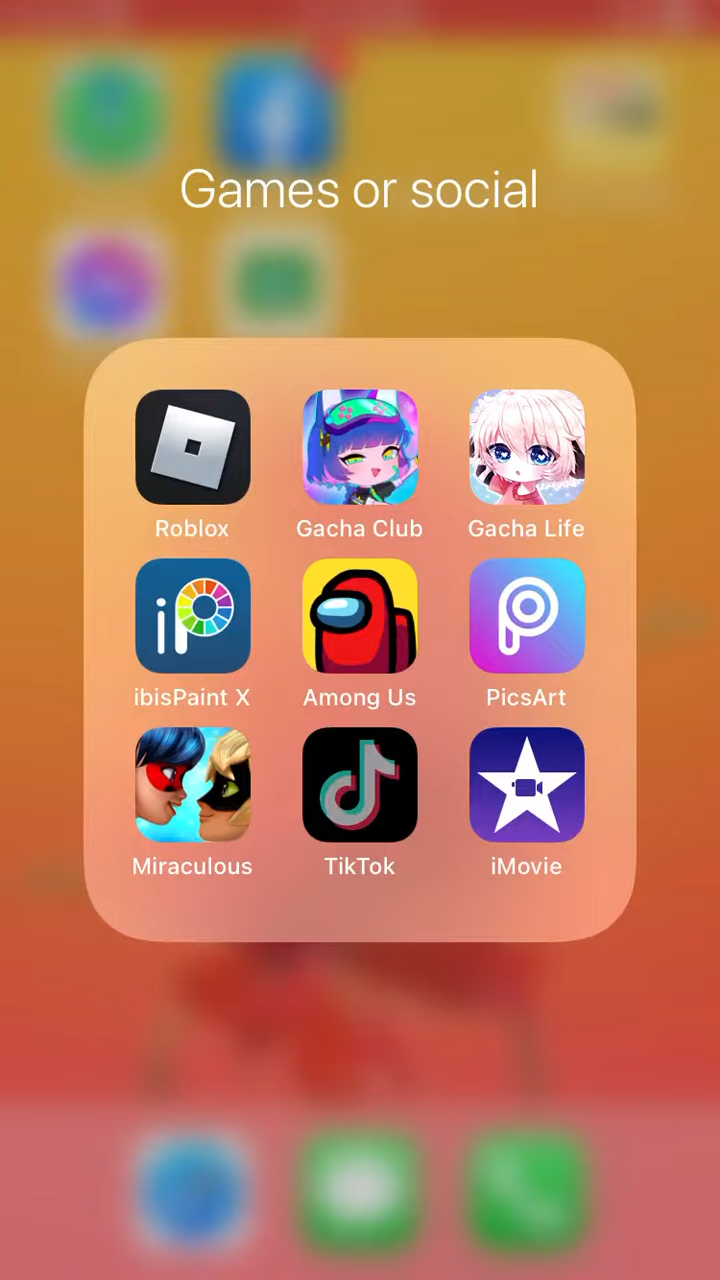 Games or social
Roblox Gacha Club Gacha Life
ibisPaint X Among Us PicsArt
Miraculous TikTok iMovie